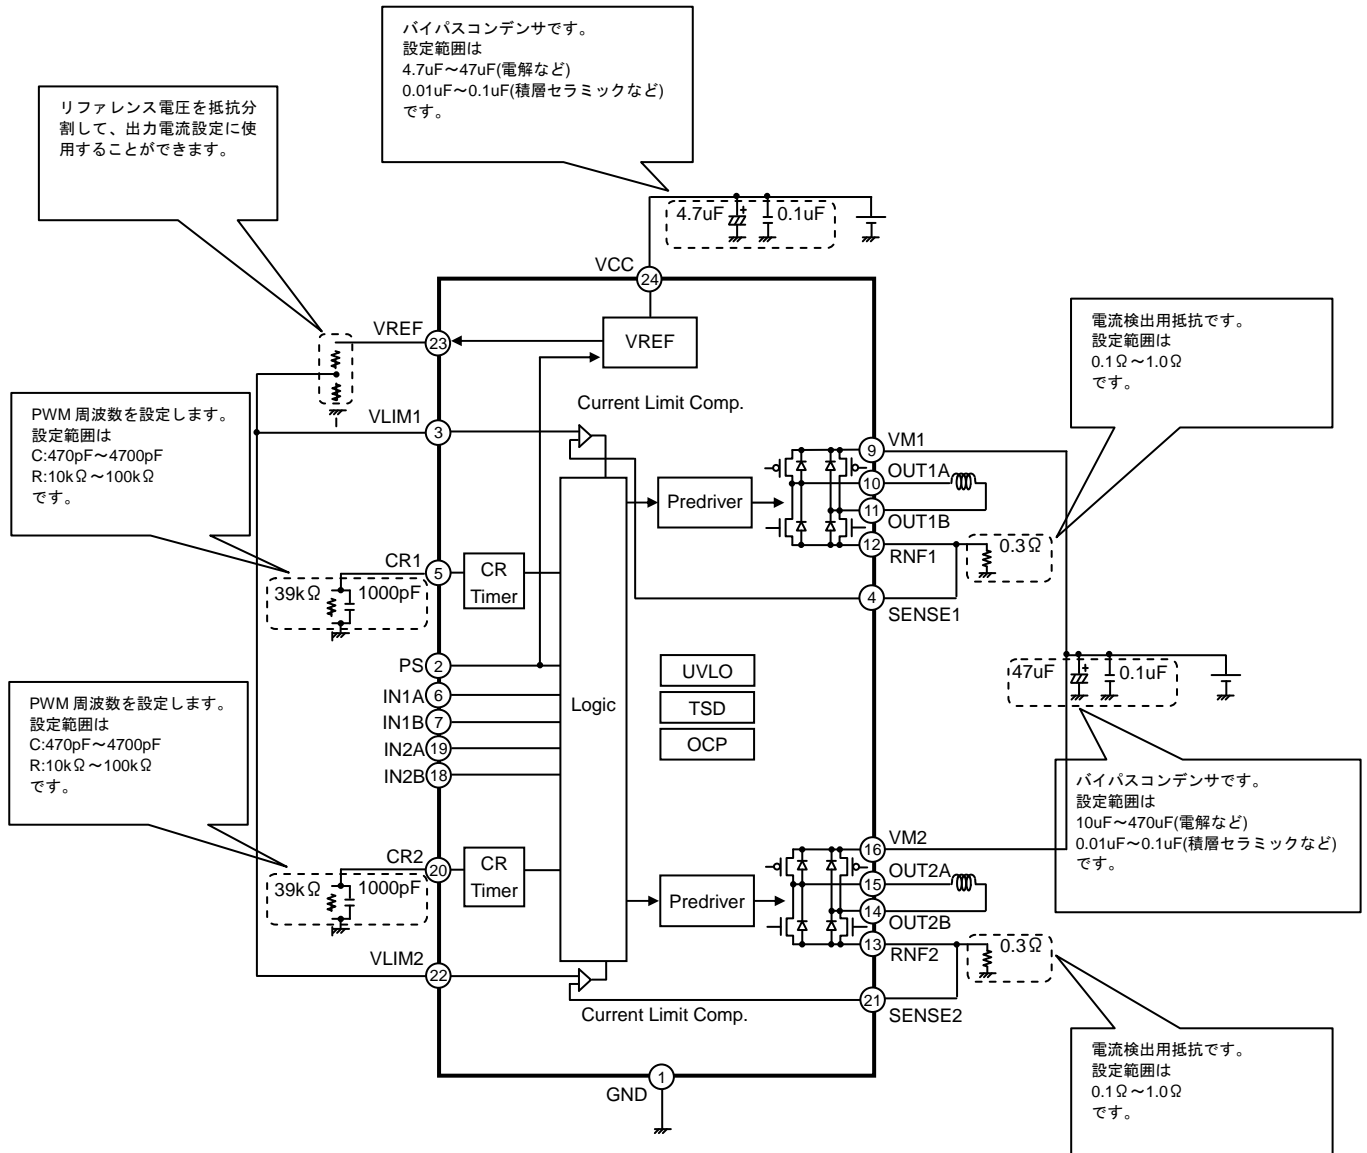 バイパスコンデンサです。
設定範囲は
4.7uF～47uF(電解など)
0.01uF～0.1uF(積層セラミックなど)
です。
リファレンス電圧を抵抗分
割して、出力電流設定に使
用することができます。
4.7uF
+
0.1uF
VCC
24
VREF
23
VREF
電流検出用抵抗です。
設定範囲は
0.1Ω～1.0Ω
です。
PWM 周波数を設定します。
設定範囲は
C:470pF～4700pF
R:10kΩ～100kΩ
です。
Current Limit Comp.
VLIM1
3
9
VM1
OUT1A
10
Predriver
11
OUT1B
12
RNF1
0.3Ω
CR1
5
CR
Timer
39kΩ
1000pF
4
SENSE1
PS
2
UVLO
47uF
+
0.1uF
IN1A
6
Logic
TSD
IN1B
7
IN2A
19
OCP
IN2B
18
PWM 周波数を設定します。
設定範囲は
C:470pF～4700pF
R:10kΩ～100kΩ
です。
バイパスコンデンサです。
設定範囲は
10uF～470uF(電解など)
0.01uF～0.1uF(積層セラミックなど)
です。
16
VM2
CR2
20
CR
Timer
39kΩ
1000pF
OUT2A
15
Predriver
14
OUT2B
13
RNF2
0.3Ω
VLIM2
22
21
SENSE2
Current Limit Comp.
電流検出用抵抗です。
設定範囲は
0.1Ω～1.0Ω
です。
1
GND